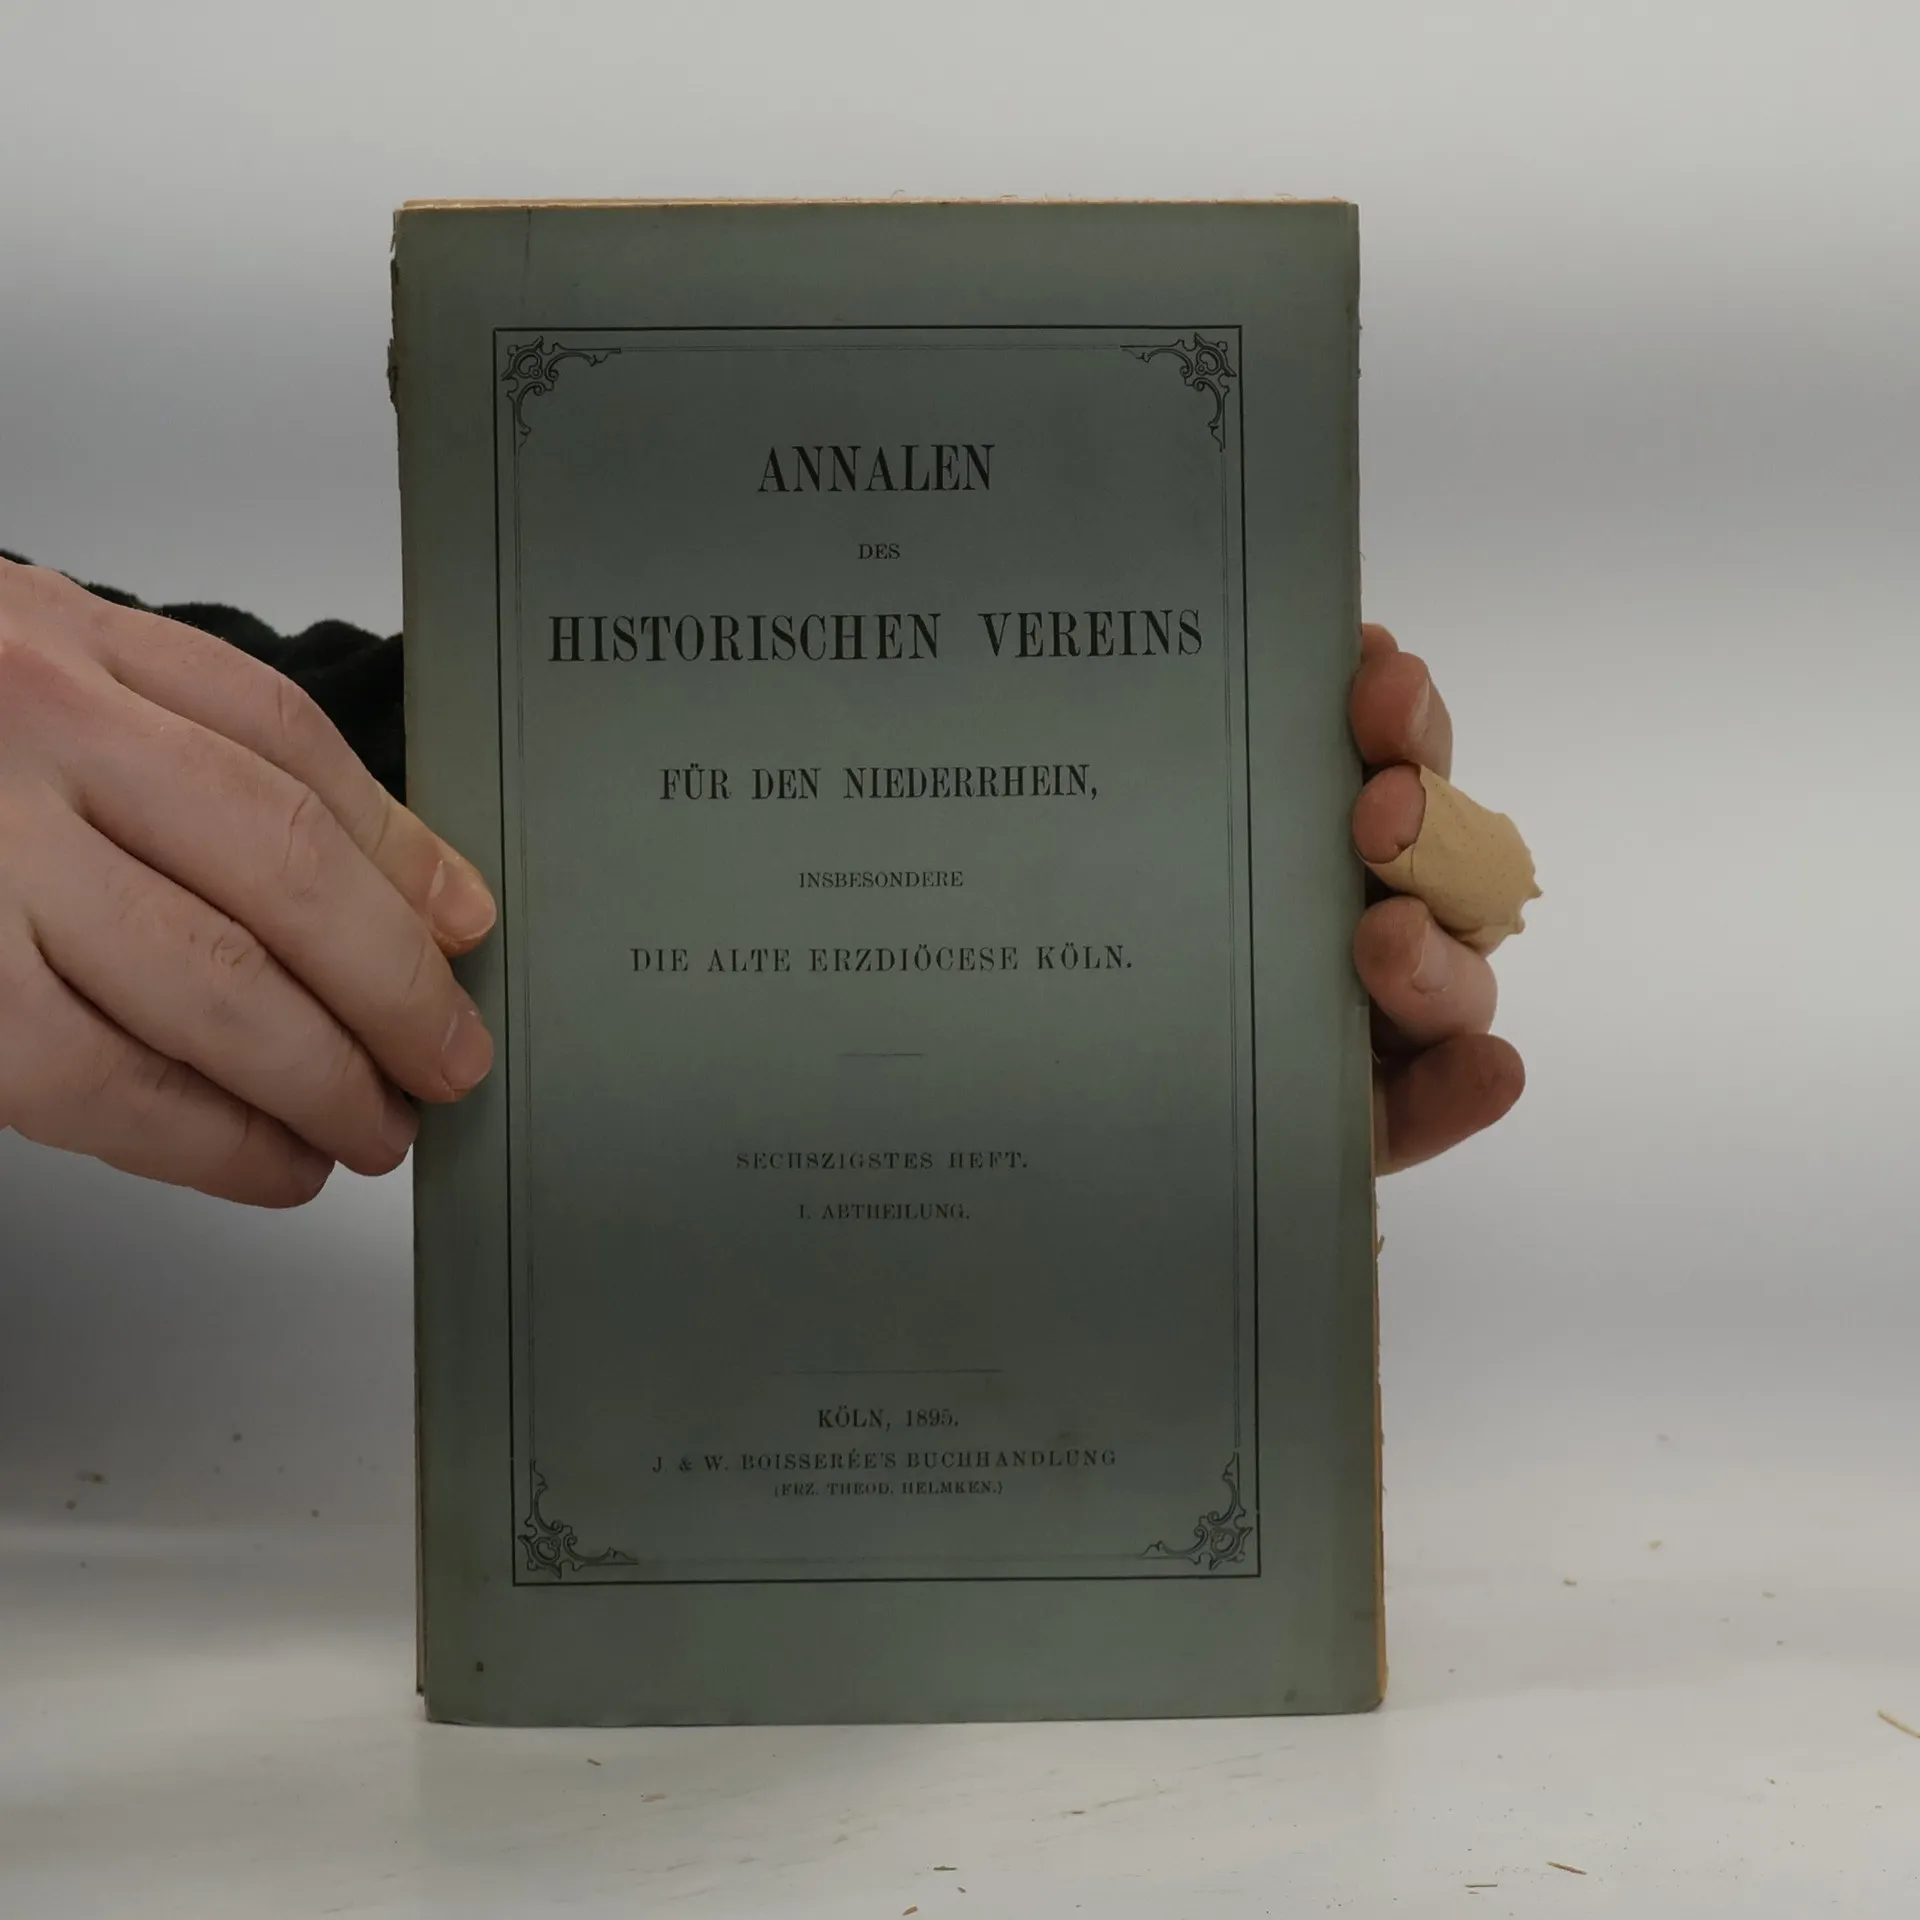 ANNALEN
DES
HISTORISCHEN VEREINS
FÜR DEN NIEDERRHEIN,
INSBESONDERE
DIE ALTE ERZDIÖCESE KÖLN.
SECHSZIGSTES HEFT.
I. ABTHEILUNG.
KÖLN, 1895.
J. & W. BOISSERÉE'S BUCHHANDLUNG
(FRZ. THEOD. HELMKEN.)